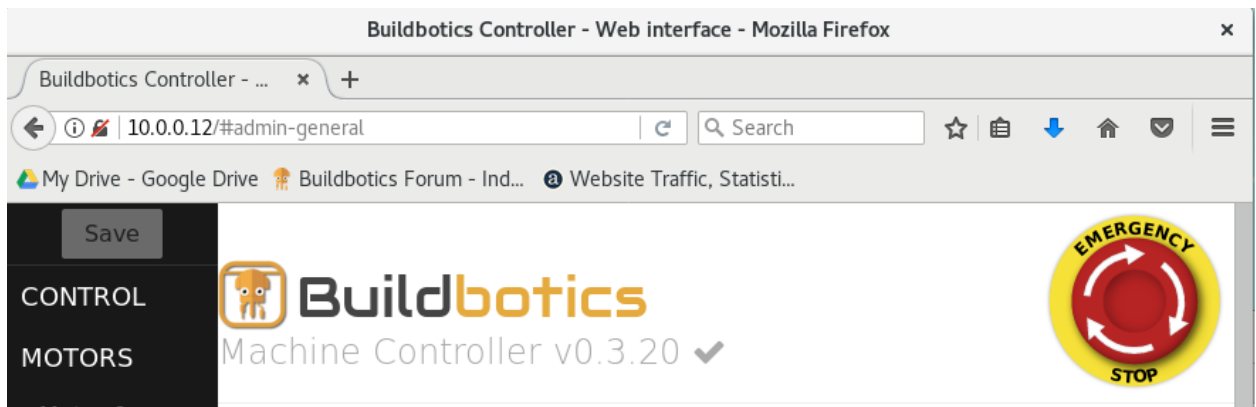 Buildbotics Controller - Web interface - Mozilla Firefox
Buildbotics Controller - ...
10.0.0.12/#admin-general
Search
My Drive - Google Drive Buildbotics Forum - Ind... Website Traffic, Statisti...
Save
CONTROL
MOTORS
Buildbotics
Machine Controller v0.3.20
EMERGENCY
STOP